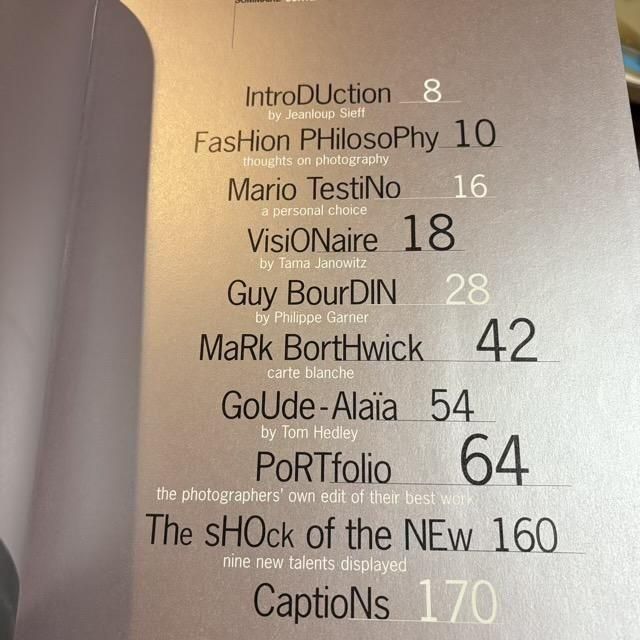 IntroDUction 8
by Jeanloup Sieff
FasHion PHilosoPhy 10
thoughts on photography
Mario TestiNo 16
a personal choice
VisiONaire 18
by Tama Janowitz
Guy BourDIN 28
by Philippe Garner
MaRk BortHwick 42
carte blanche
GoUde-Alaïa 54
by Tom Hedley
PoRTfolio 64
the photographers' own edit of their best work
The sHOck of the NEw 160
nine new talents displayed
CaptioNs 170